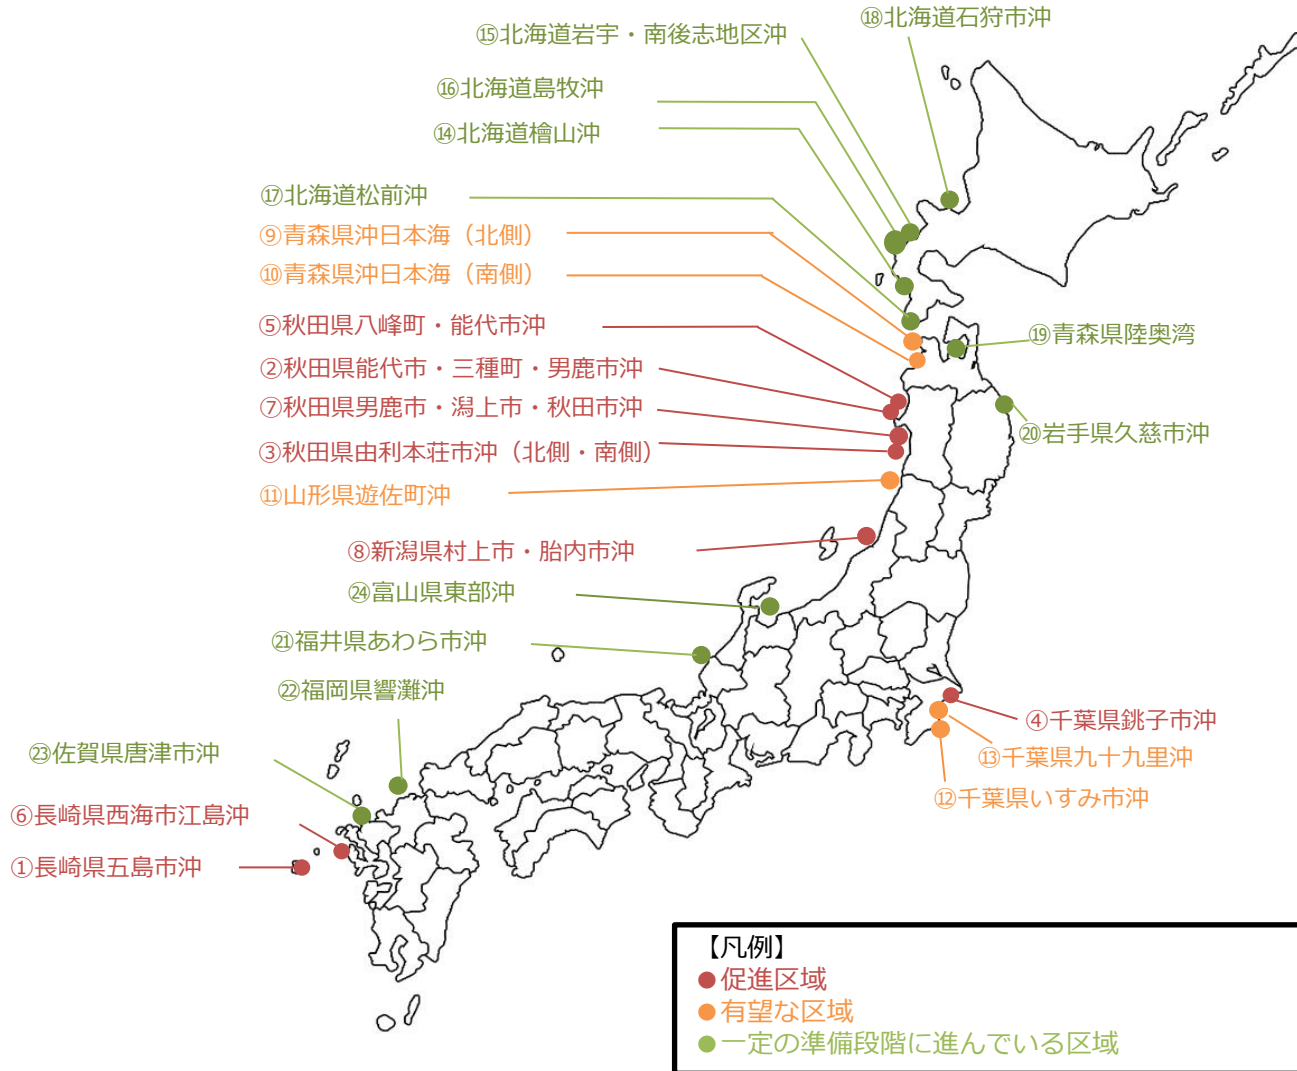 ⑱北海道石狩市沖
⑮北海道岩宇・南後志地区沖
⑯北海道島牧沖
⑭北海道檜山沖
⑰北海道松前沖
⑨青森県沖日本海（北側）
⑩青森県沖日本海（南側）
⑤秋田県八峰町・能代市沖
⑲青森県陸奥湾
②秋田県能代市・三種町・男鹿市沖
⑦秋田県男鹿市・潟上市・秋田市沖
⑳岩手県久慈市沖
③秋田県由利本荘市沖（北側・南側）
⑪山形県遊佐町沖
⑧新潟県村上市・胎内市沖
㉔富山県東部沖
㉑福井県あわら市沖
㉒福岡県響灘沖
④千葉県銚子市沖
㉓佐賀県唐津市沖
⑬千葉県九十九里沖
⑫千葉県いすみ市沖
⑥長崎県西海市江島沖
①長崎県五島市沖
【凡例】
●促進区域
●有望な区域
●一定の準備段階に進んでいる区域